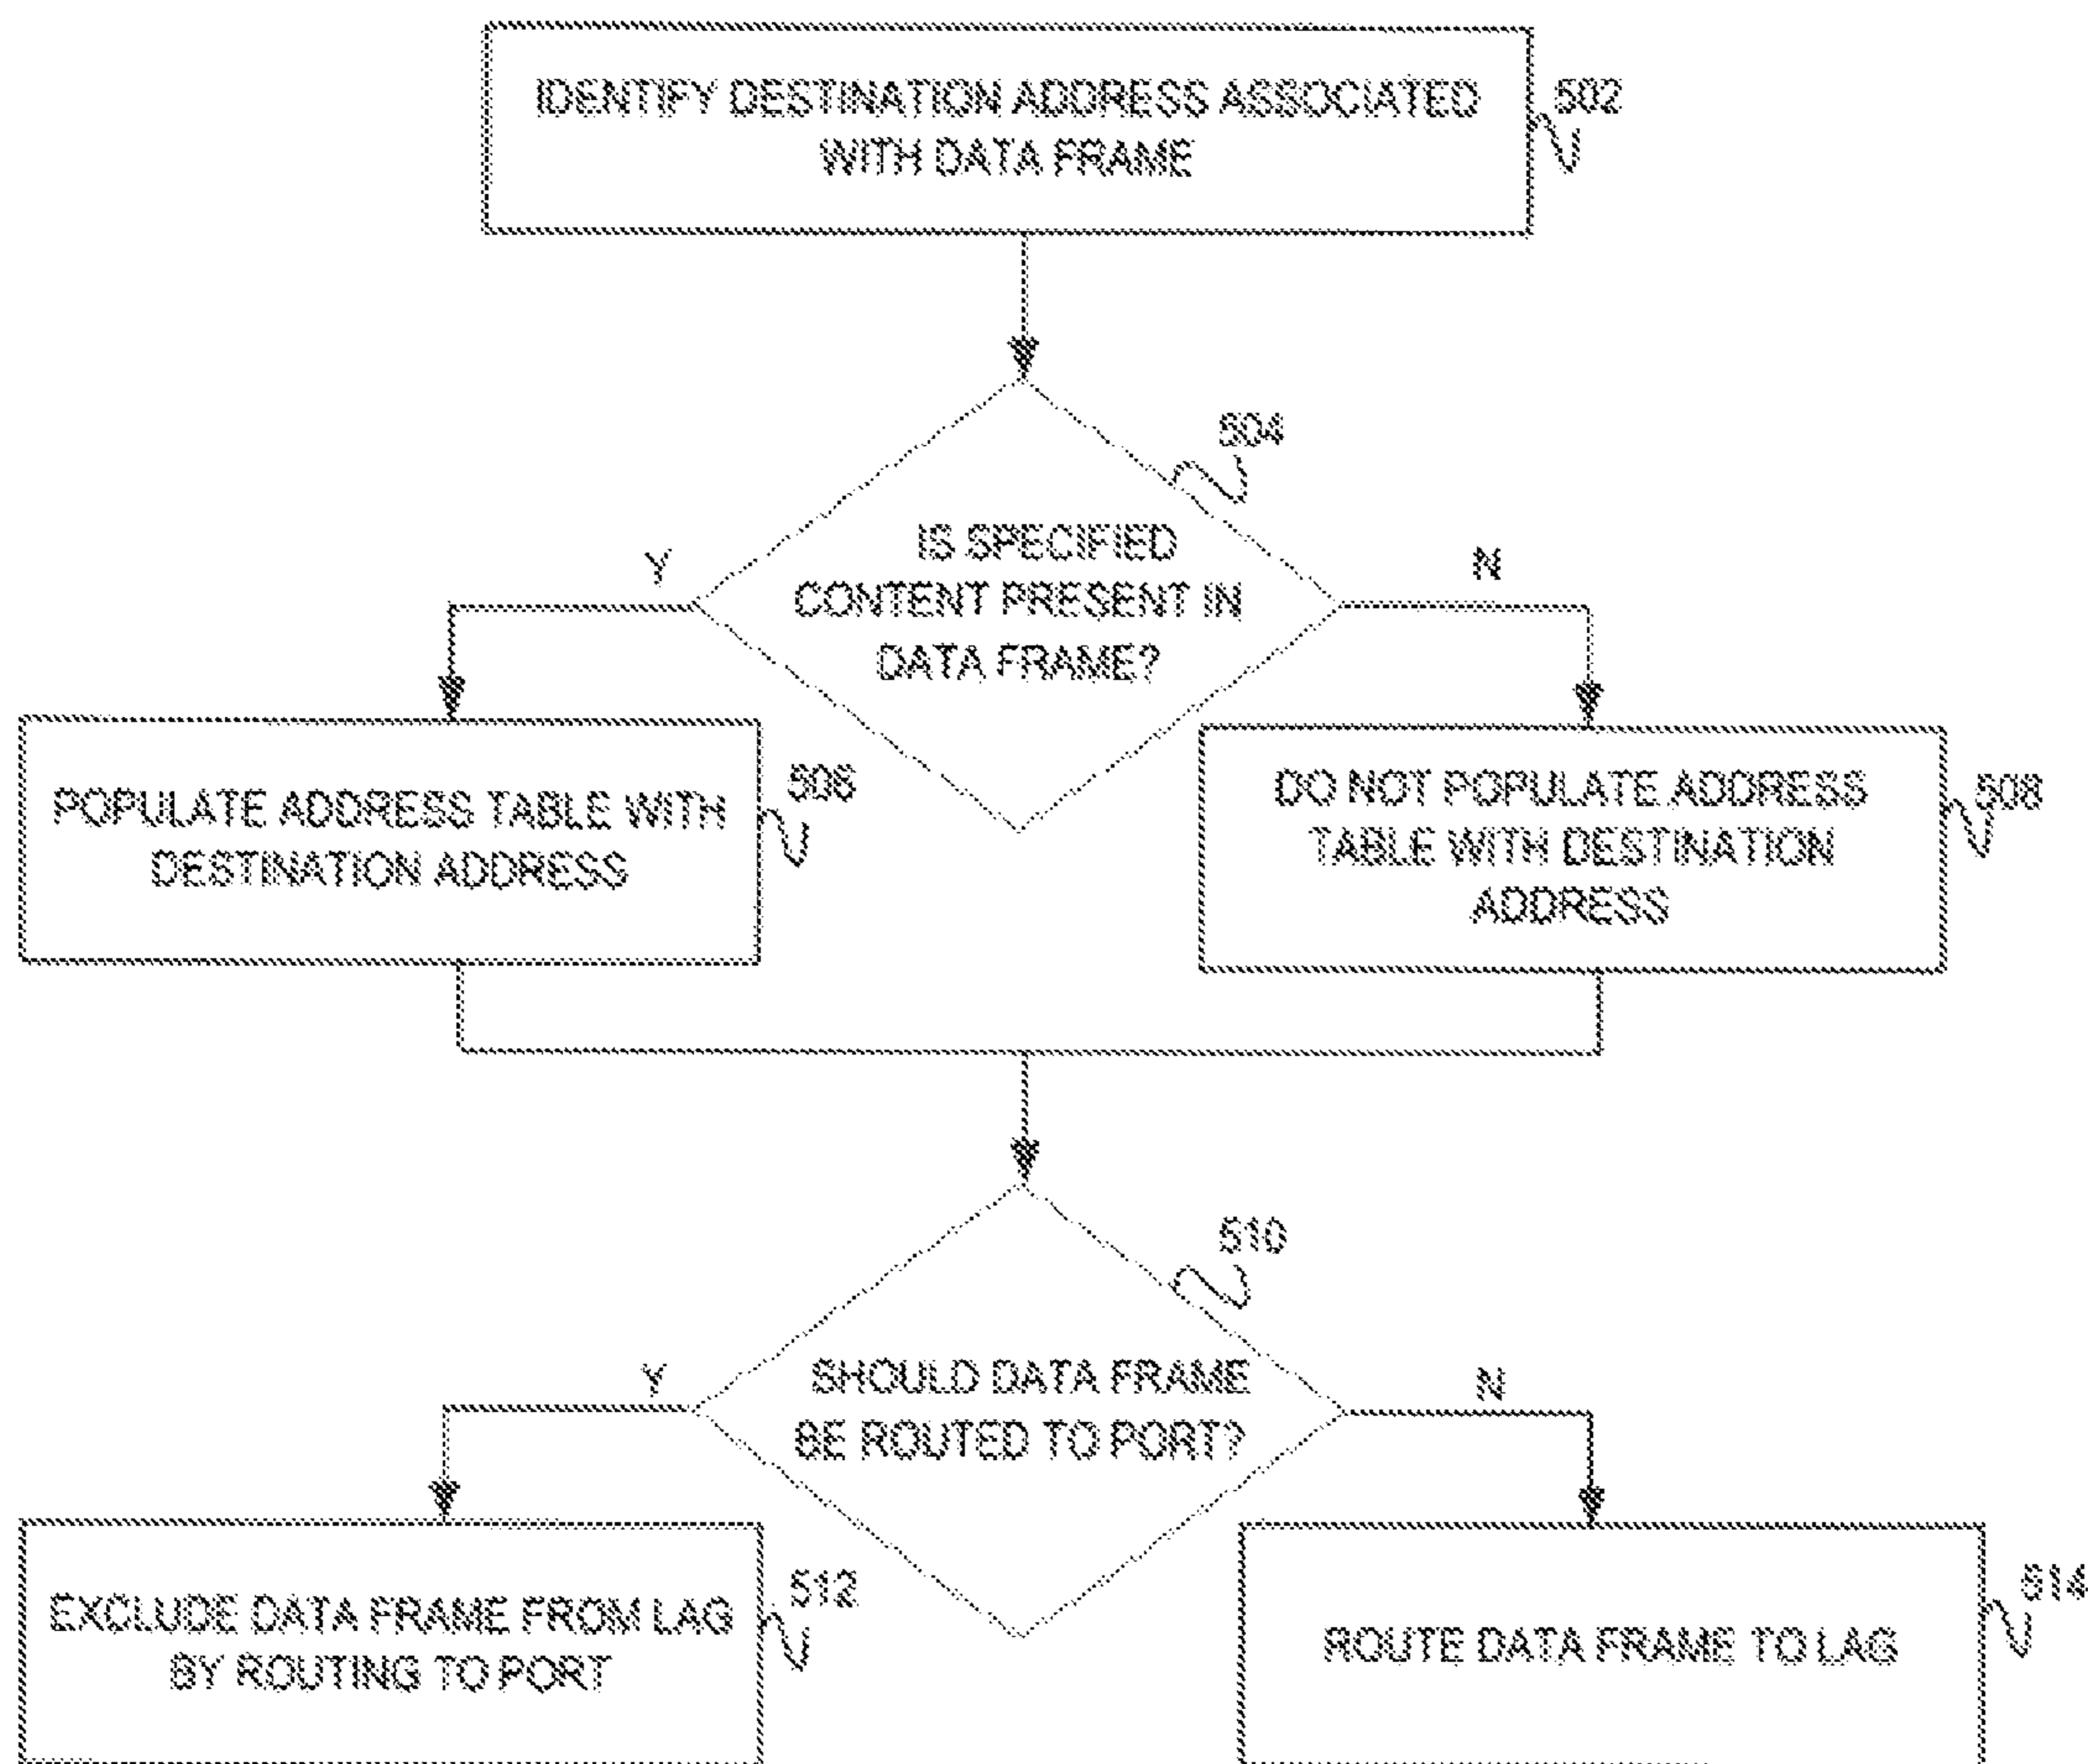 IDENTIFY DESTINATION ADDRESS ASSOCIATED
WITH DATA FRAME
502
504
IS SPECIFIED
CONTENT PRESENT IN
DATA FRAME?
Y
N
POPULATE ADDRESS TABLE WITH
DESTINATION ADDRESS
506
DO NOT POPULATE ADDRESS
TABLE WITH DESTINATION
ADDRESS
508
510
SHOULD DATA FRAME
BE ROUTED TO PORT?
Y
N
EXCLUDE DATA FRAME FROM LAG
BY ROUTING TO PORT
512
ROUTE DATA FRAME TO LAG
514